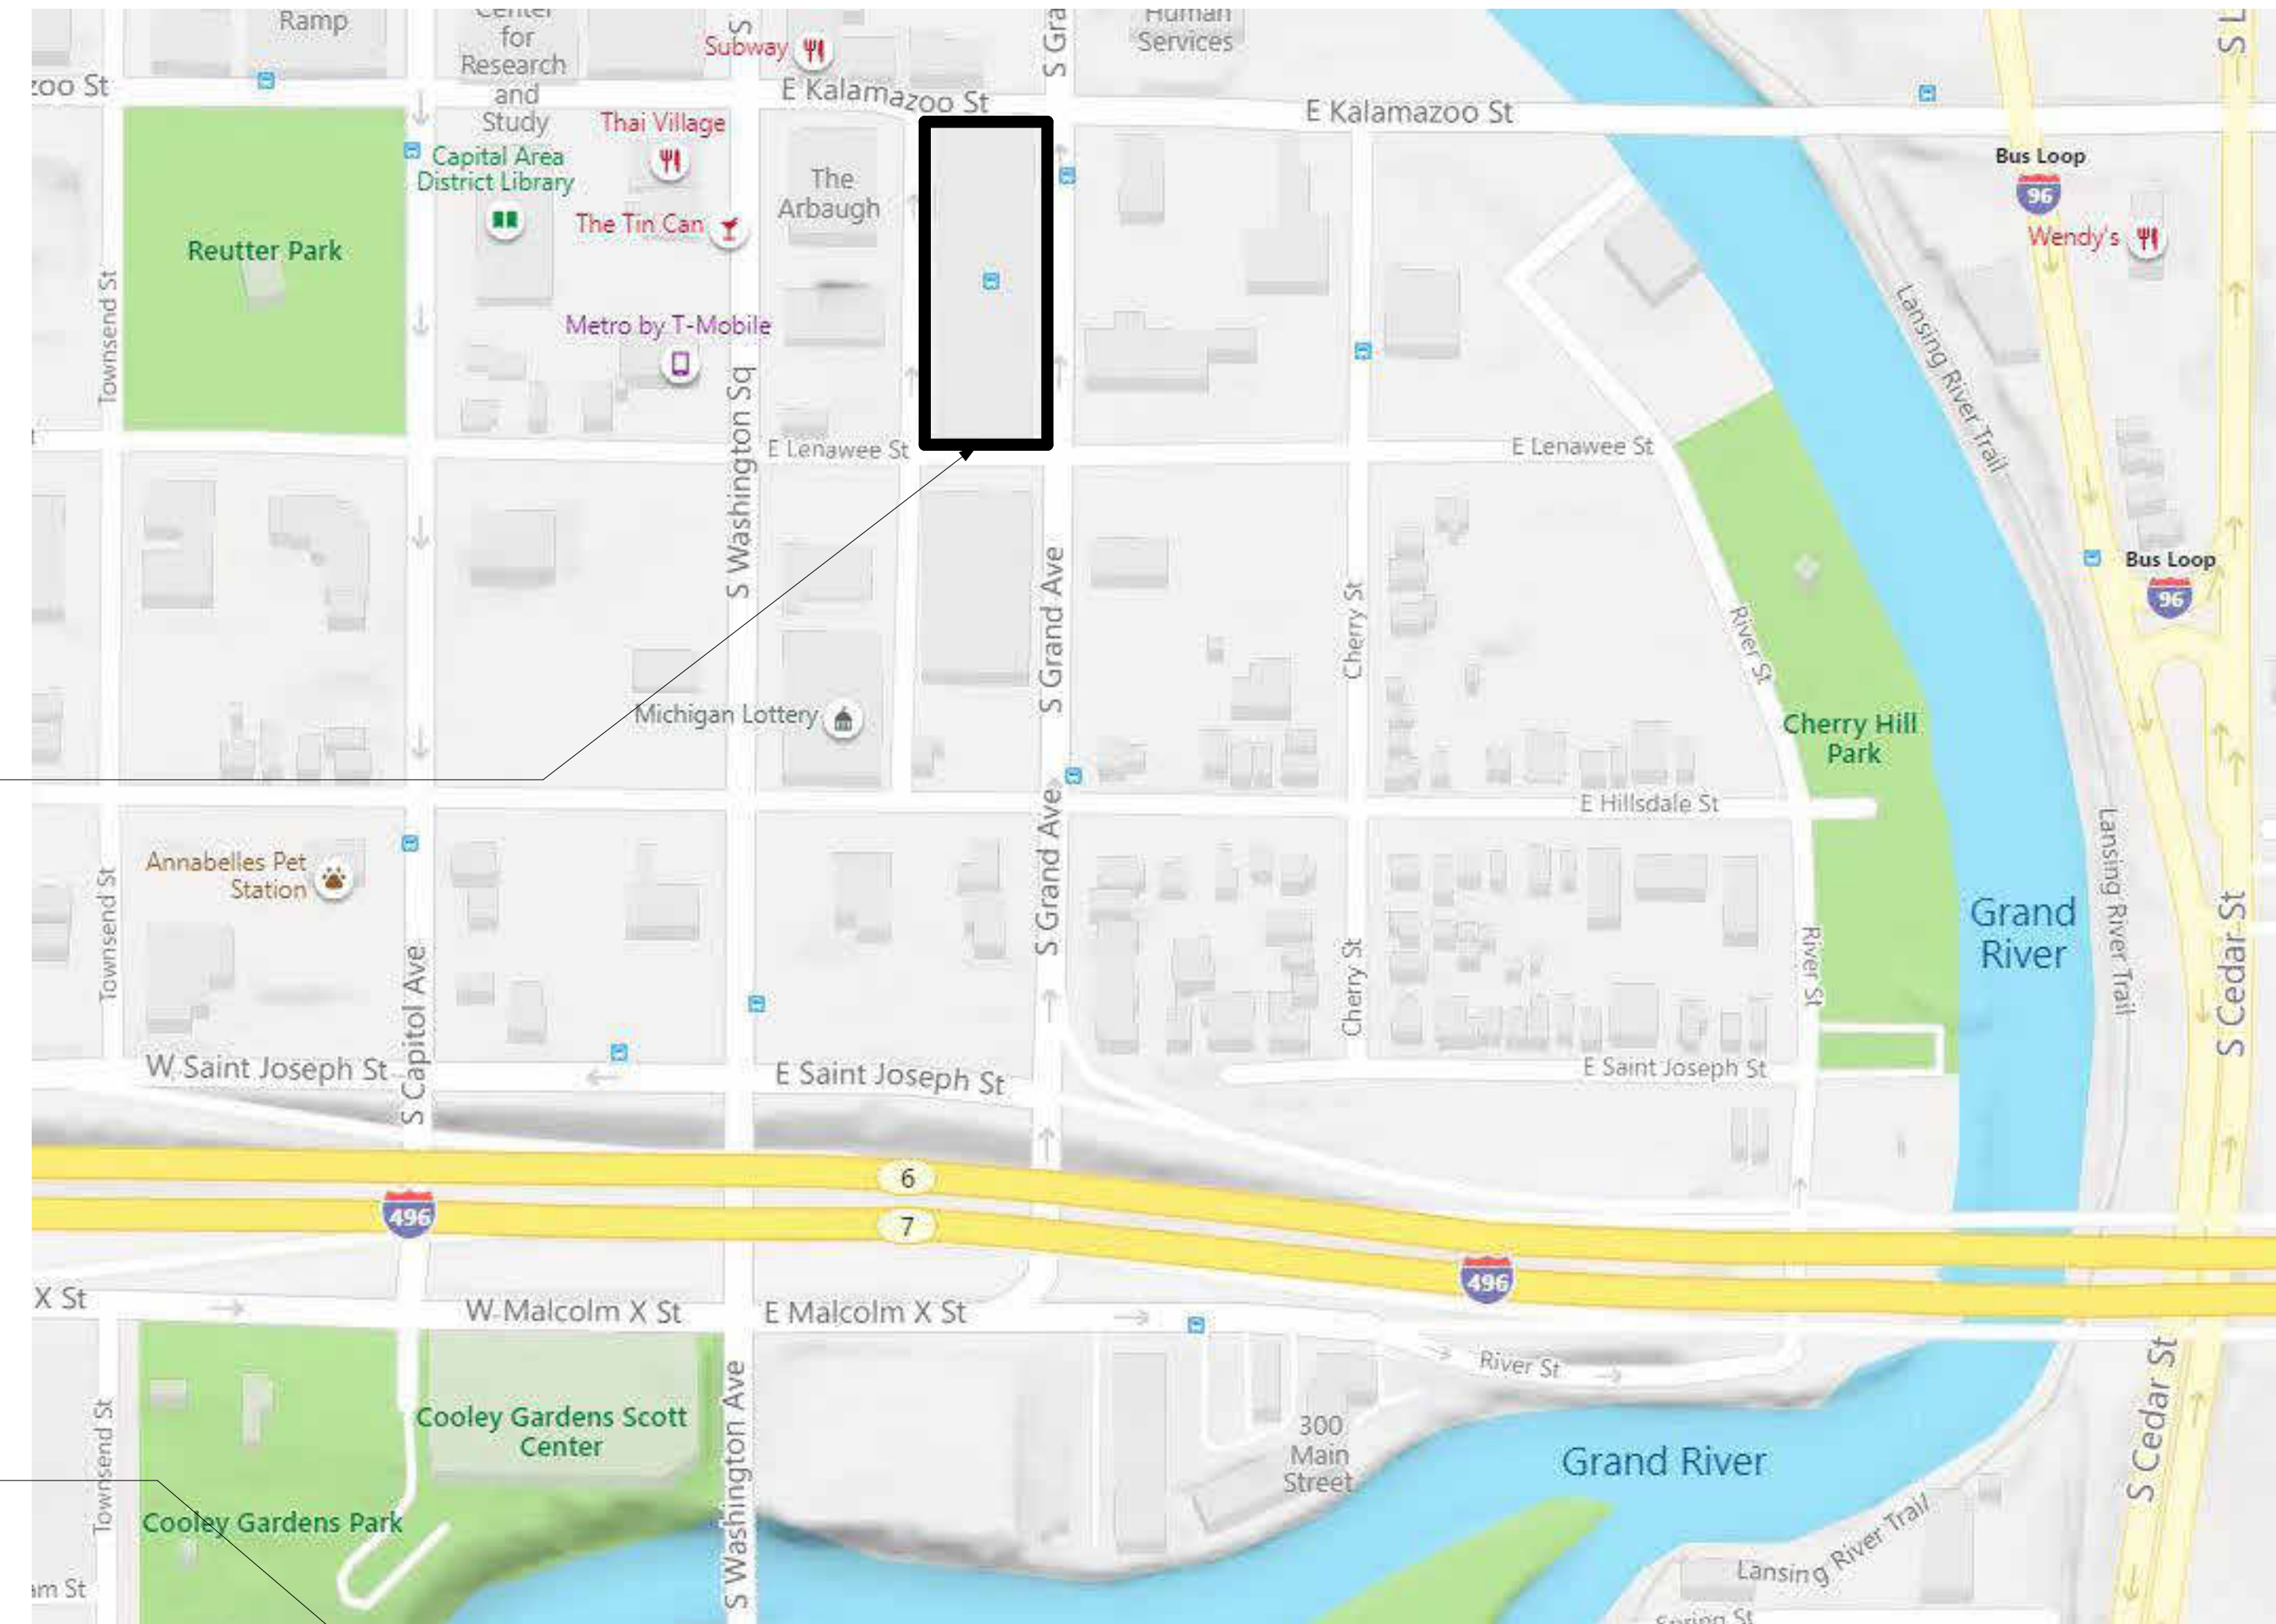 Ramp
Center
for
Research
and
Study
Subway
S Gra
Human
Services
zoo St
E Kalamazoo St
E Kalamazoo St
Thai Village
Capital Area
District Library
The
Arbaugh
The Tin Can
Reutter Park
Bus Loop
96
Wendy's
Townsend St
Metro by T-Mobile
Lansing River Trail
S Washington Sq
E Lenawee St
E Lenawee St
Bus Loop
96
S Grand Ave
Cherry St
River St
Michigan Lottery
Cherry Hill
Park
E Hillsdale St
S Grand Ave
Lansing River Trail
Annabelles Pet
Station
Townsend St
S Capitol Ave
Cherry St
River St
Grand
River
S Cedar St
W Saint Joseph St
E Saint Joseph St
E Saint Joseph St
6
7
496
496
X St
W Malcolm X St
E Malcolm X St
River St
Townsend St
Cooley Gardens Scott
Center
S Washington Ave
300
Main
Street
Grand River
S Cedar St
Cooley Gardens Park
Lansing River Trail
am St
Spring St